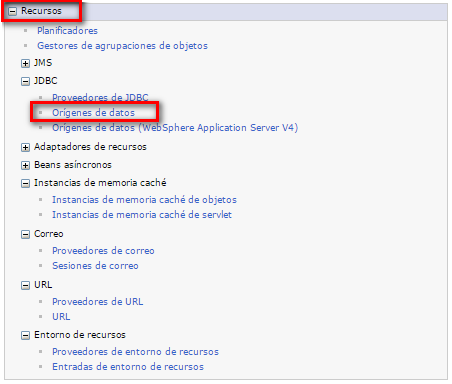 Recursos
Planificadores
Gestores de agrupaciones de objetos
JMS
JDBC
Proveedores de JDBC
Orígenes de datos
Orígenes de datos (WebSphere Application Server V4)
Adaptadores de recursos
Beans asíncronos
Instancias de memoria caché
Instancias de memoria caché de objetos
Instancias de memoria caché de servlet
Correo
Proveedores de correo
Sesiones de correo
URL
Proveedores de URL
URL
Entorno de recursos
Proveedores de entorno de recursos
Entradas de entorno de recursos